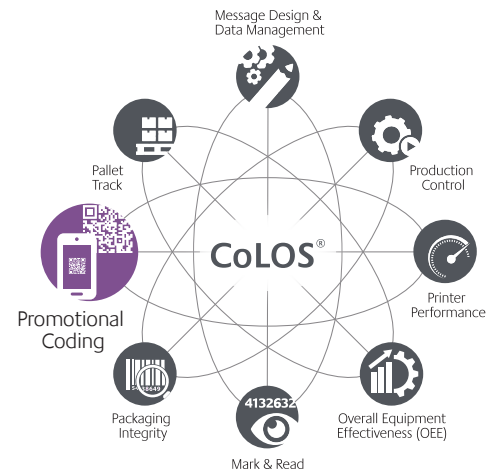 Message Design &
Data Management
Pallet
Track
Production
Control
CoLOS®
Promotional
Coding
Printer
Performance
Packaging
Integrity
Overall Equipment
Effectiveness (OEE)
4132632
Mark & Read